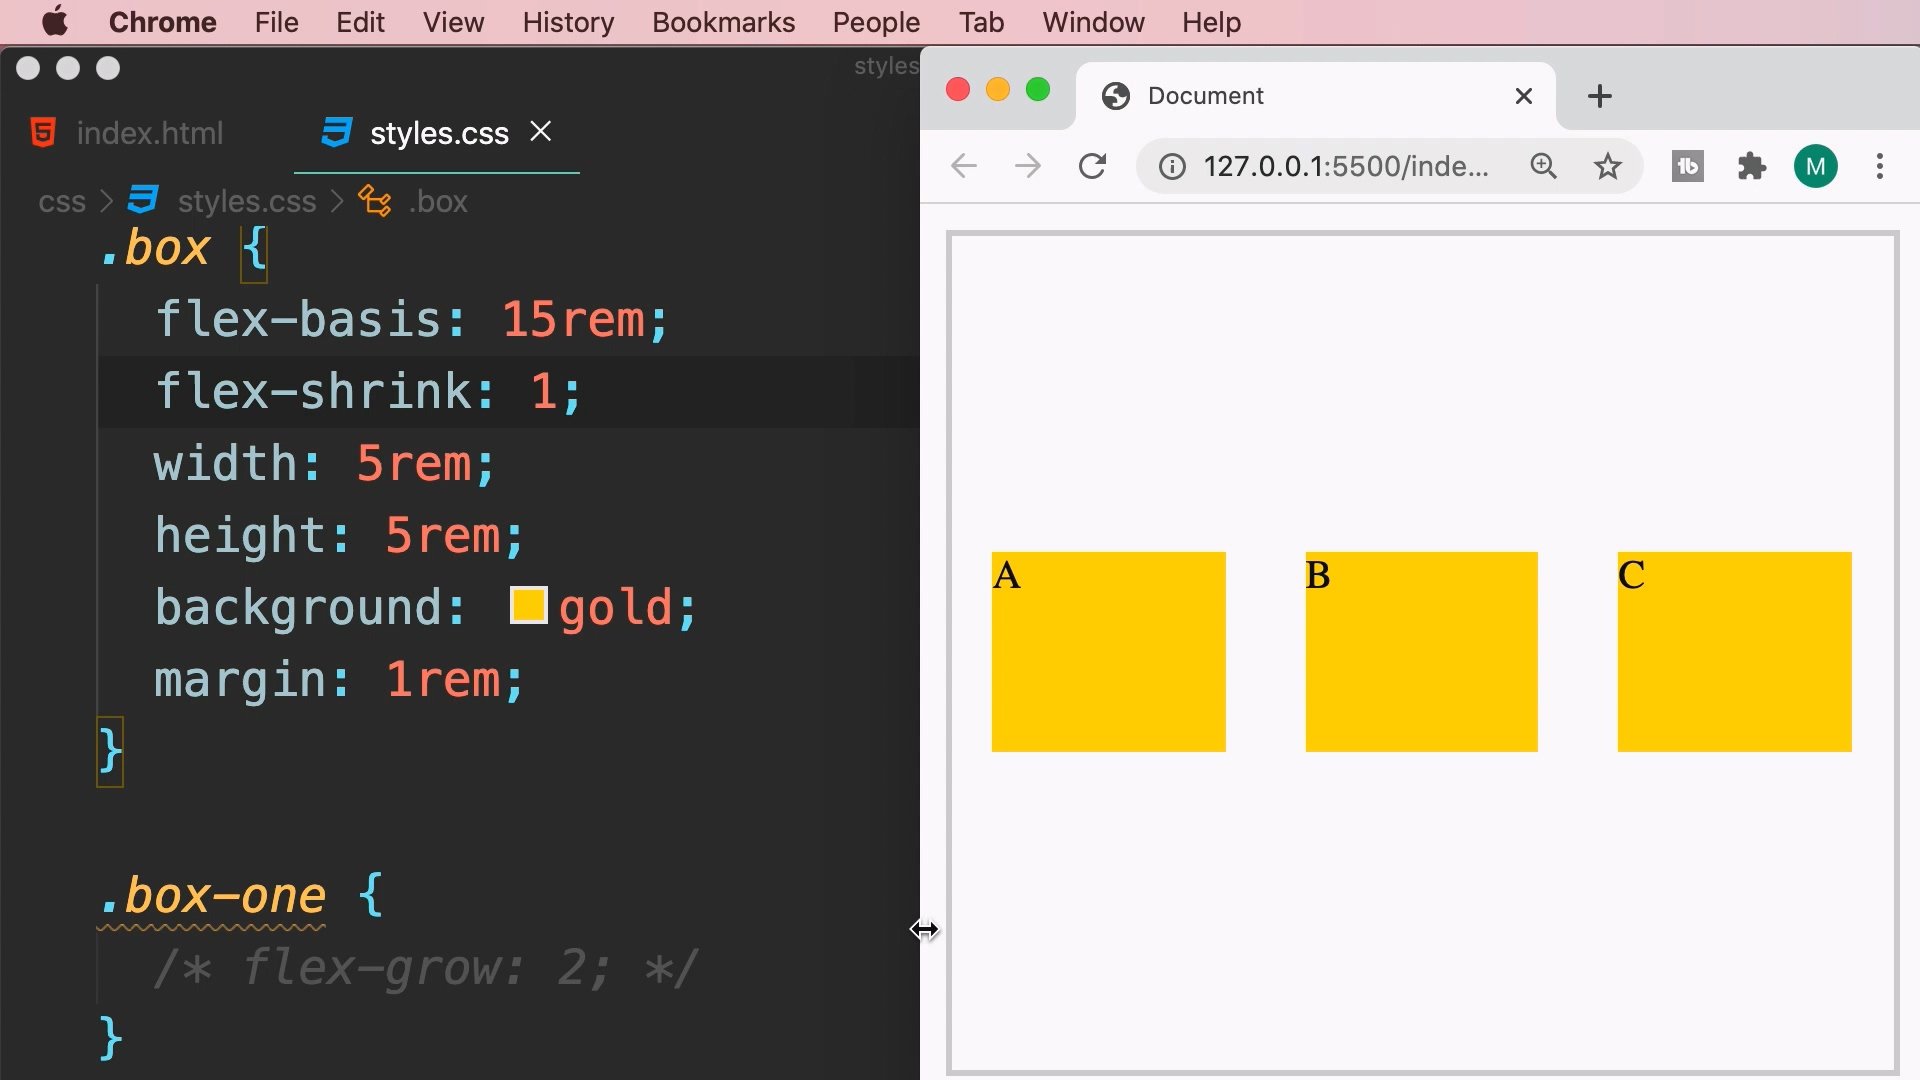 Chrome File Edit View History Bookmarks People Tab Window Help
styles
index.html styles.css
css > styles.css > .box
.box {
flex-basis: 15rem;
flex-shrink: 1;
width: 5rem;
height: 5rem;
background: gold;
margin: 1rem;
}
.box-one {
/* flex-grow: 2; */
}
Document
127.0.0.1:5500/inde...
tb
M
A B C